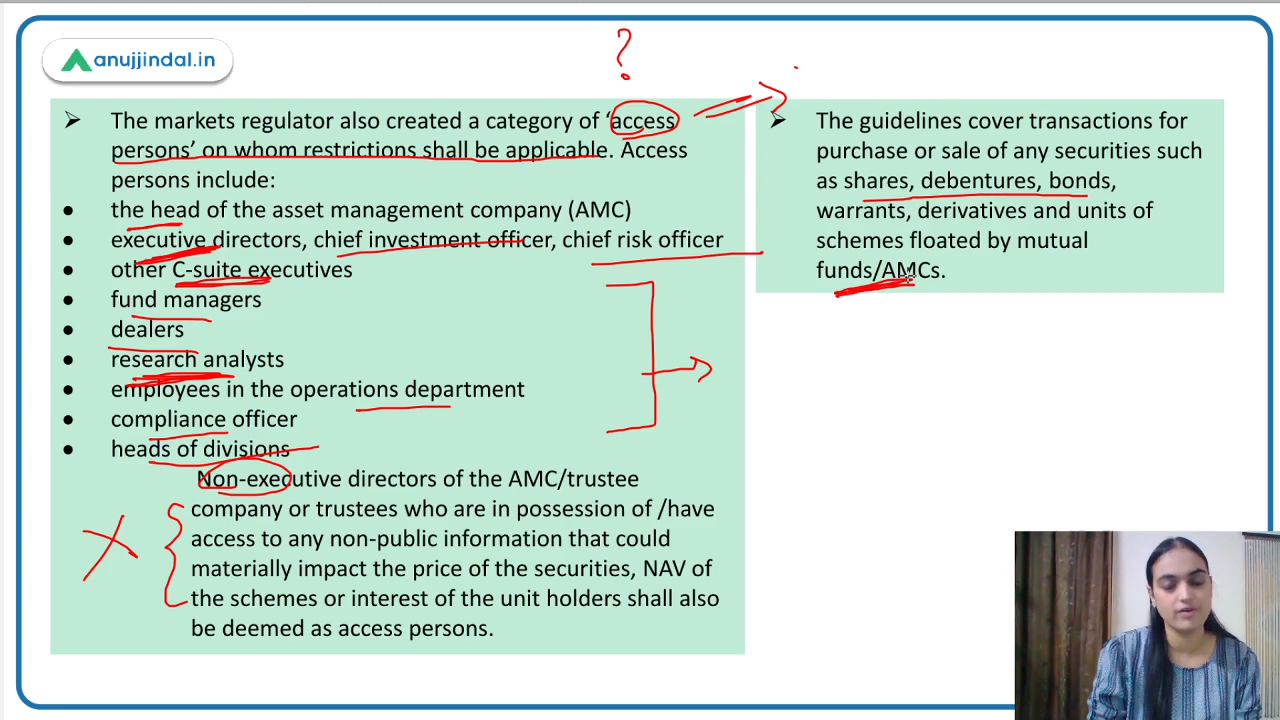 anujjindal.in
?
The markets regulator also created a category of ‘access
persons’ on whom restrictions shall be applicable. Access
persons include:
the head of the asset management company (AMC)
executive directors, chief investment officer, chief risk officer
other C-suite executives
fund managers
dealers
research analysts
employees in the operations department
compliance officer
heads of divisions
Non-executive directors of the AMC/trustee
company or trustees who are in possession of /have
access to any non-public information that could
materially impact the price of the securities, NAV of
the schemes or interest of the unit holders shall also
be deemed as access persons.
The guidelines cover transactions for
purchase or sale of any securities such
as shares, debentures, bonds,
warrants, derivatives and units of
schemes floated by mutual
funds/AMCs.